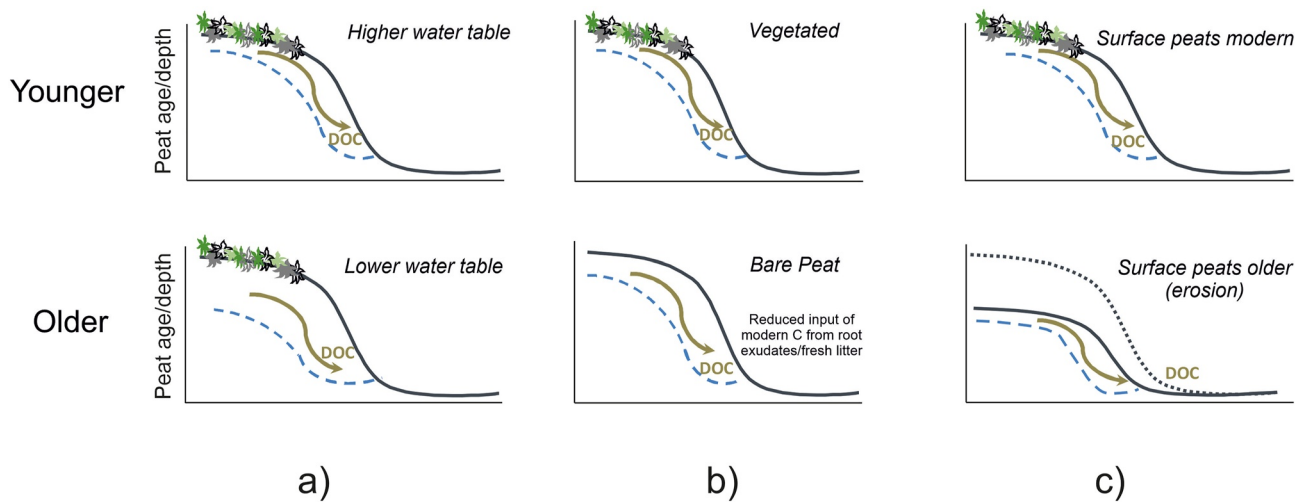 Younger
Peat age/depth
Higher water table
DOC
Vegetated
DOC
Surface peats modern
DOC
Older
Peat age/depth
Lower water table
DOC
Bare Peat
Reduced input of
modern C from root
exudates/fresh litter
DOC
Surface peats older
(erosion)
DOC
a)
b)
c)